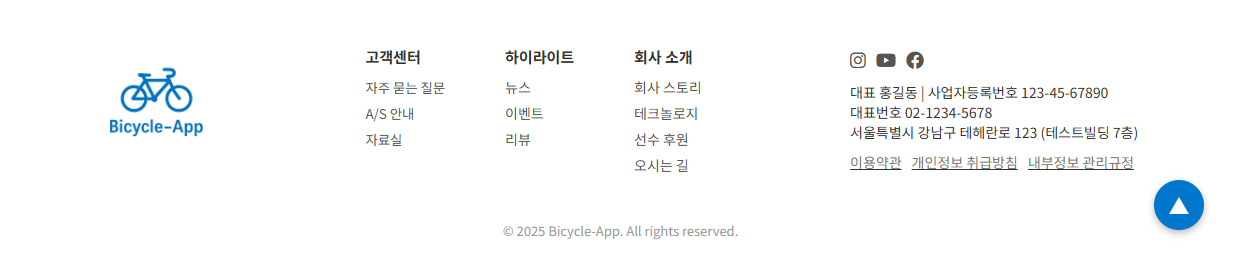 Bicycle-App
고객센터
자주 묻는 질문
A/S 안내
자료실
하이라이트
뉴스
이벤트
리뷰
회사 소개
회사 스토리
테크놀로지
선수 후원
오시는 길
대표 홍길동 | 사업자등록번호 123-45-67890
대표번호 02-1234-5678
서울특별시 강남구 테헤란로 123 (테스트빌딩 7층)
이용약관 개인정보 취급방침 내부정보 관리규정
© 2025 Bicycle-App. All rights reserved.